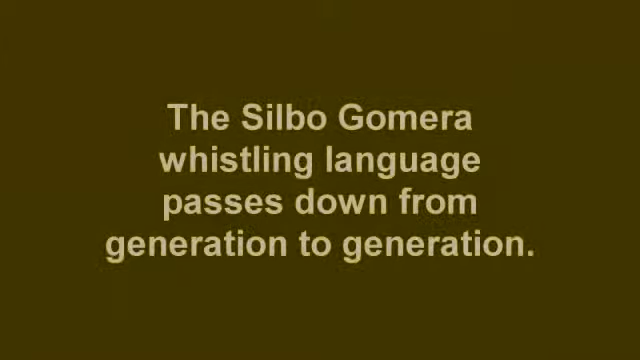 The Silbo Gomera
whistling language
passes down from
generation to generation.